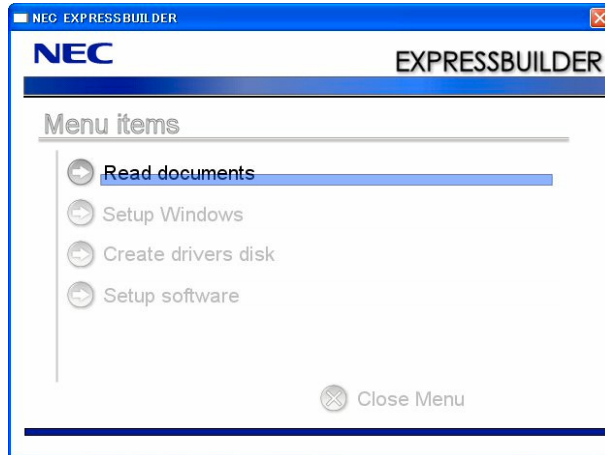 NEC EXPRESSBUILDER
NEC
EXPRESSBUILDER
Menu items
Read documents
Setup Windows
Create drivers disk
Setup software
Close Menu